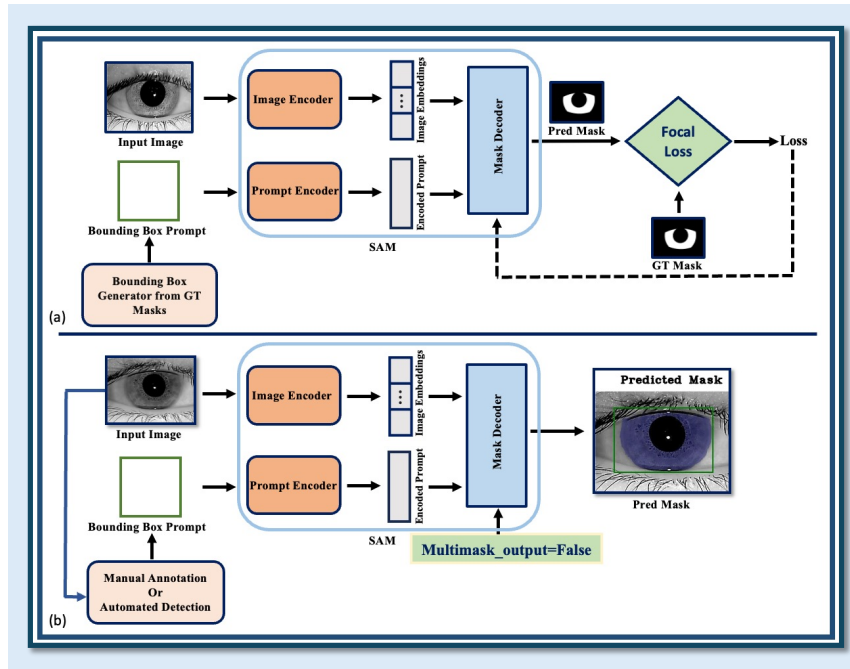 Input Image
Image Encoder
Image Embeddings
Mask Decoder
Pred Mask
Focal
Loss
Loss
Bounding Box Prompt
Prompt Encoder
Encoded Prompt
SAM
GT Mask
Bounding Box
Generator from GT
Masks
(a)
Input Image
Image Encoder
Image Embeddings
Mask Decoder
Predicted Mask
Pred Mask
Bounding Box Prompt
Prompt Encoder
Encoded Prompt
SAM
Multimask_output=False
Manual Annotation
Or
Automated Detection
(b)